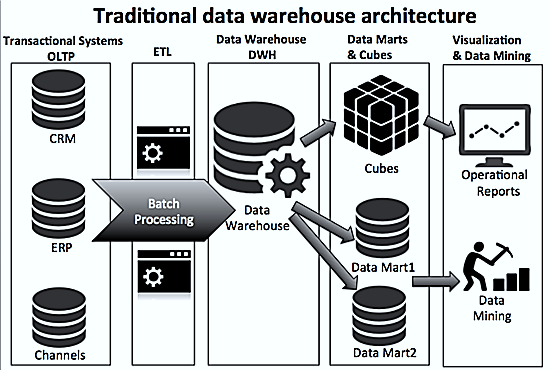 Traditional data warehouse architecture
Transactional Systems
OLTP
ETL
Data Warehouse
DWH
Data Marts
& Cubes
Visualization
& Data Mining
CRM
ERP
Channels
Batch
Processing
Data
Warehouse
Cubes
Data Mart1
Data Mart2
Operational
Reports
Data
Mining